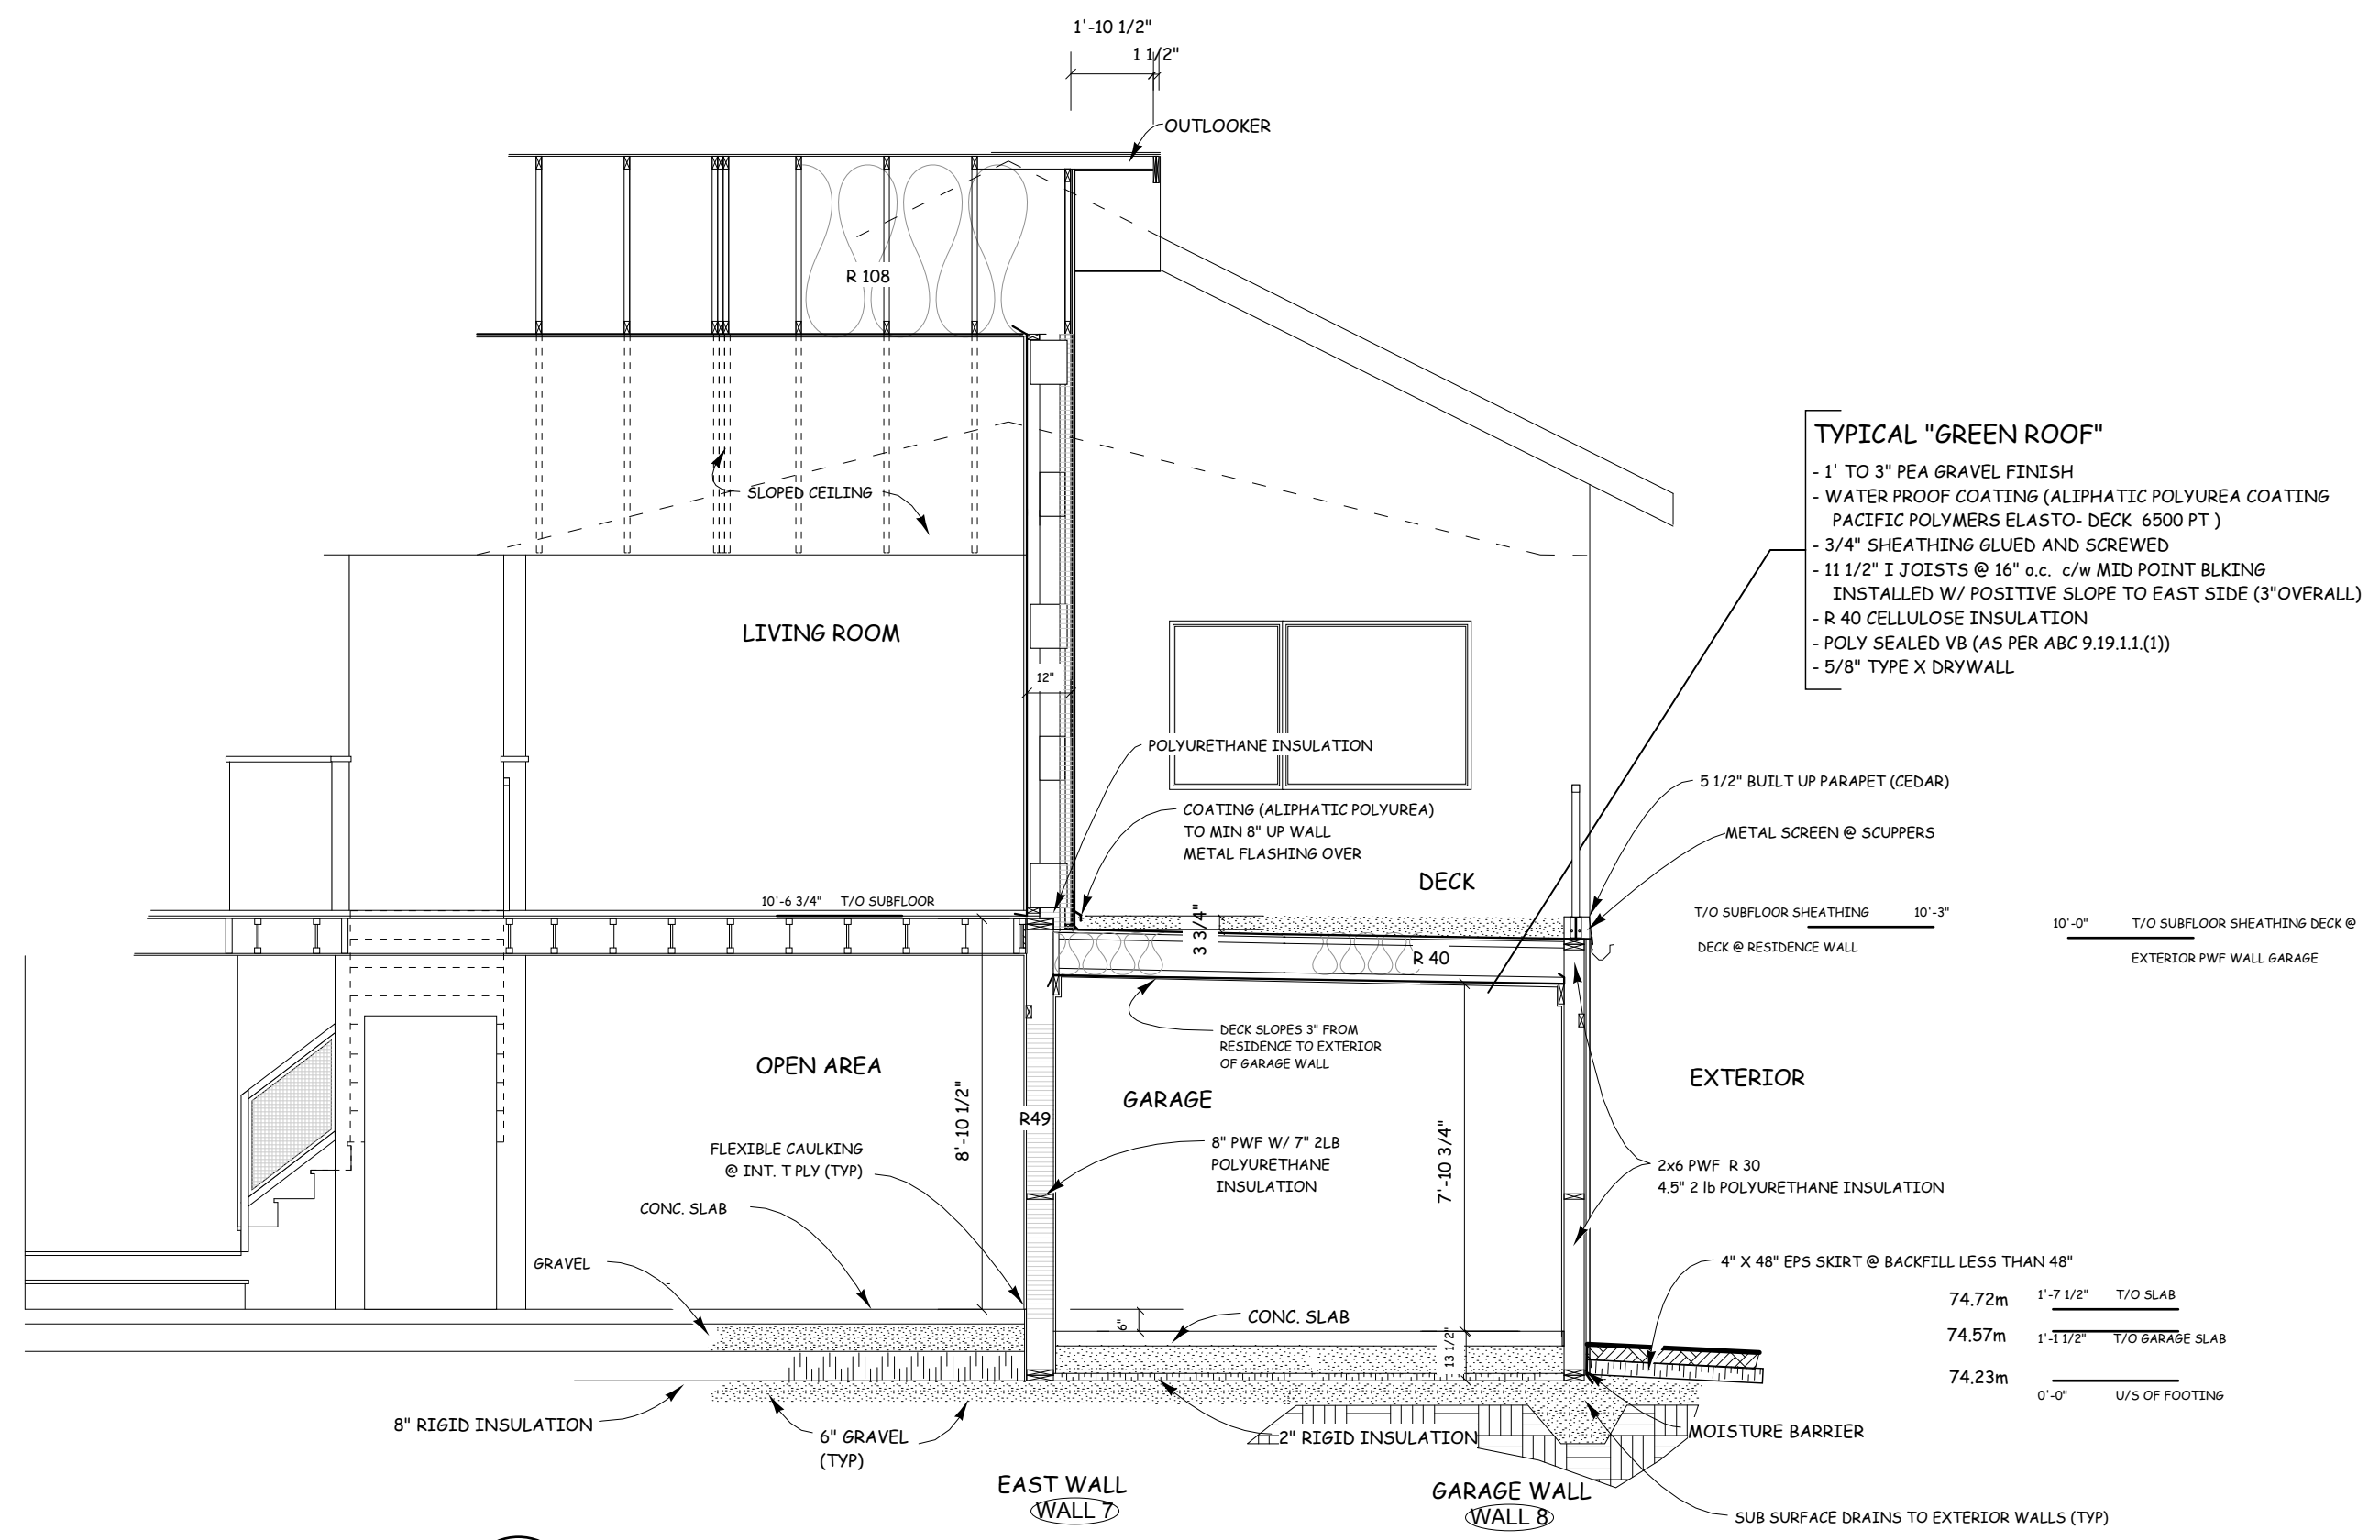 1'-10 1/2"
1 1/2"
OUTLOOKER
R 108
SLOPED CEILING
TYPICAL "GREEN ROOF"
- 1' TO 3" PEA GRAVEL FINISH
- WATER PROOF COATING (ALIPHATIC POLYUREA COATING
PACIFIC POLYMERS ELASTO- DECK 6500 PT )
- 3/4" SHEATHING GLUED AND SCREWED
- 11 1/2" I JOISTS @ 16" o.c. c/w MID POINT BLKING
INSTALLED W/ POSITIVE SLOPE TO EAST SIDE (3"OVERALL)
- R 40 CELLULOSE INSULATION
- POLY SEALED VB (AS PER ABC 9.19.1.1.(1))
- 5/8" TYPE X DRYWALL
LIVING ROOM
12"
POLYURETHANE INSULATION
COATING (ALIPHATIC POLYUREA)
TO MIN 8" UP WALL
METAL FLASHING OVER
5 1/2" BUILT UP PARAPET (CEDAR)
METAL SCREEN @ SCUPPERS
DECK
10'-6 3/4" T/O SUBFLOOR
T/O SUBFLOOR SHEATHING 10'-3"
DECK @ RESIDENCE WALL
10'-0" T/O SUBFLOOR SHEATHING DECK @
EXTERIOR PWF WALL GARAGE
3 3/4"
R 40
DECK SLOPES 3" FROM
RESIDENCE TO EXTERIOR
OF GARAGE WALL
OPEN AREA
8'-10 1/2"
R49
GARAGE
7'-10 3/4"
EXTERIOR
FLEXIBLE CAULKING
@ INT. T PLY (TYP)
8" PWF W/ 7" 2LB
POLYURETHANE
INSULATION
2x6 PWF R 30
4.5" 2 lb POLYURETHANE INSULATION
CONC. SLAB
GRAVEL
4" X 48" EPS SKIRT @ BACKFILL LESS THAN 48"
6"
CONC. SLAB
13 1/2"
74.72m 1'-7 1/2" T/O SLAB
74.57m 1'-1 1/2" T/O GARAGE SLAB
74.23m
0'-0" U/S OF FOOTING
8" RIGID INSULATION
6" GRAVEL
(TYP)
2" RIGID INSULATION
MOISTURE BARRIER
EAST WALL
WALL 7
GARAGE WALL
WALL 8
SUB SURFACE DRAINS TO EXTERIOR WALLS (TYP)